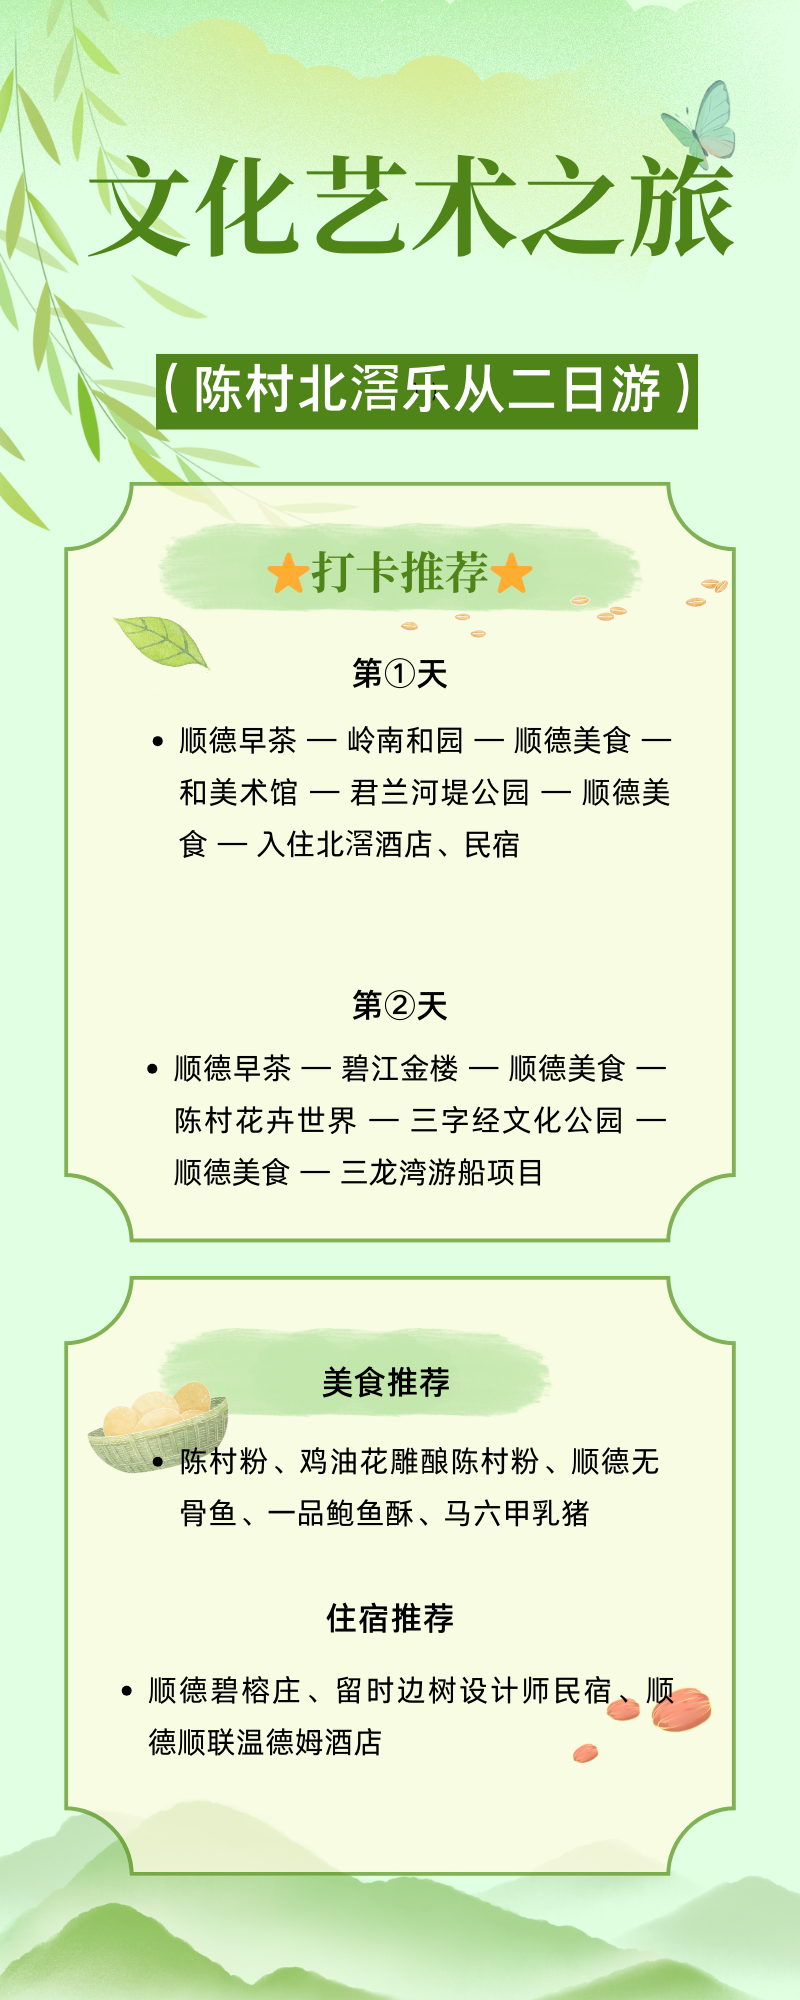 文化艺术之旅
（陈村北滘乐从二日游）
⭐打卡推荐⭐
第①天
• 顺德早茶 — 岭南和园 — 顺德美食 —
和美术馆 — 君兰河堤公园 — 顺德美
食 — 入住北滘酒店、民宿
第②天
• 顺德早茶 — 碧江金楼 — 顺德美食 —
陈村花卉世界 — 三字经文化公园 —
顺德美食 — 三龙湾游船项目
美食推荐
• 陈村粉、鸡油花雕酿陈村粉、顺德无
骨鱼、一品鲍鱼酥、马六甲乳猪
住宿推荐
• 顺德碧榕庄、留时边树设计师民宿、顺
德顺联温德姆酒店